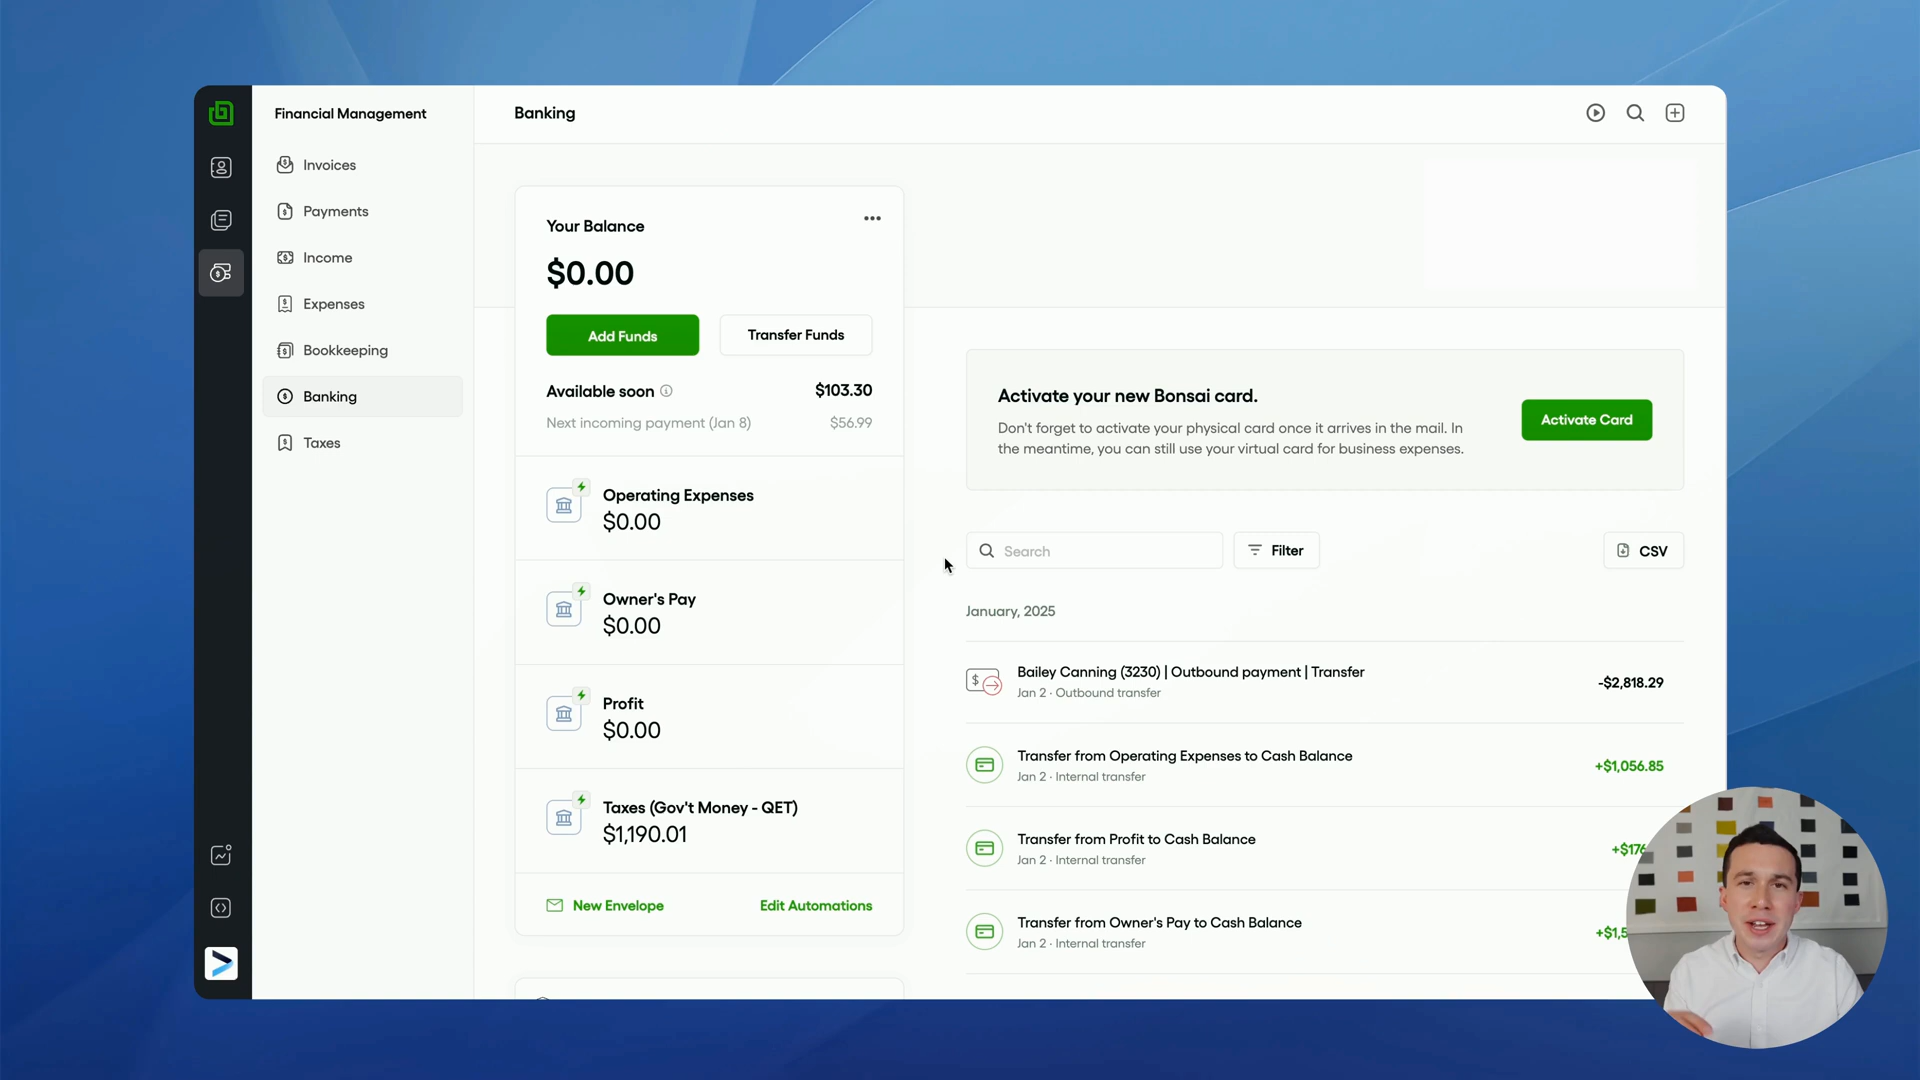 Financial Management
Invoices
Payments
Income
Expenses
Bookkeeping
Banking
Taxes
Banking
Your Balance
$0.00
Add Funds
Transfer Funds
Available soon
$103.30
Next incoming payment (Jan 8)
$56.99
Operating Expenses
$0.00
Owner's Pay
$0.00
Profit
$0.00
Taxes (Gov't Money - QET)
$1,190.01
New Envelope
Edit Automations
Activate your new Bonsai card.
Don't forget to activate your physical card once it arrives in the mail. In
the meantime, you can still use your virtual card for business expenses.
Activate Card
Search
Filter
CSV
January, 2025
Bailey Canning (3230) | Outbound payment | Transfer
Jan 2 · Outbound transfer
-$2,818.29
Transfer from Operating Expenses to Cash Balance
Jan 2 · Internal transfer
+$1,056.85
Transfer from Profit to Cash Balance
Jan 2 · Internal transfer
+$176
Transfer from Owner's Pay to Cash Balance
Jan 2 · Internal transfer
+$1,5